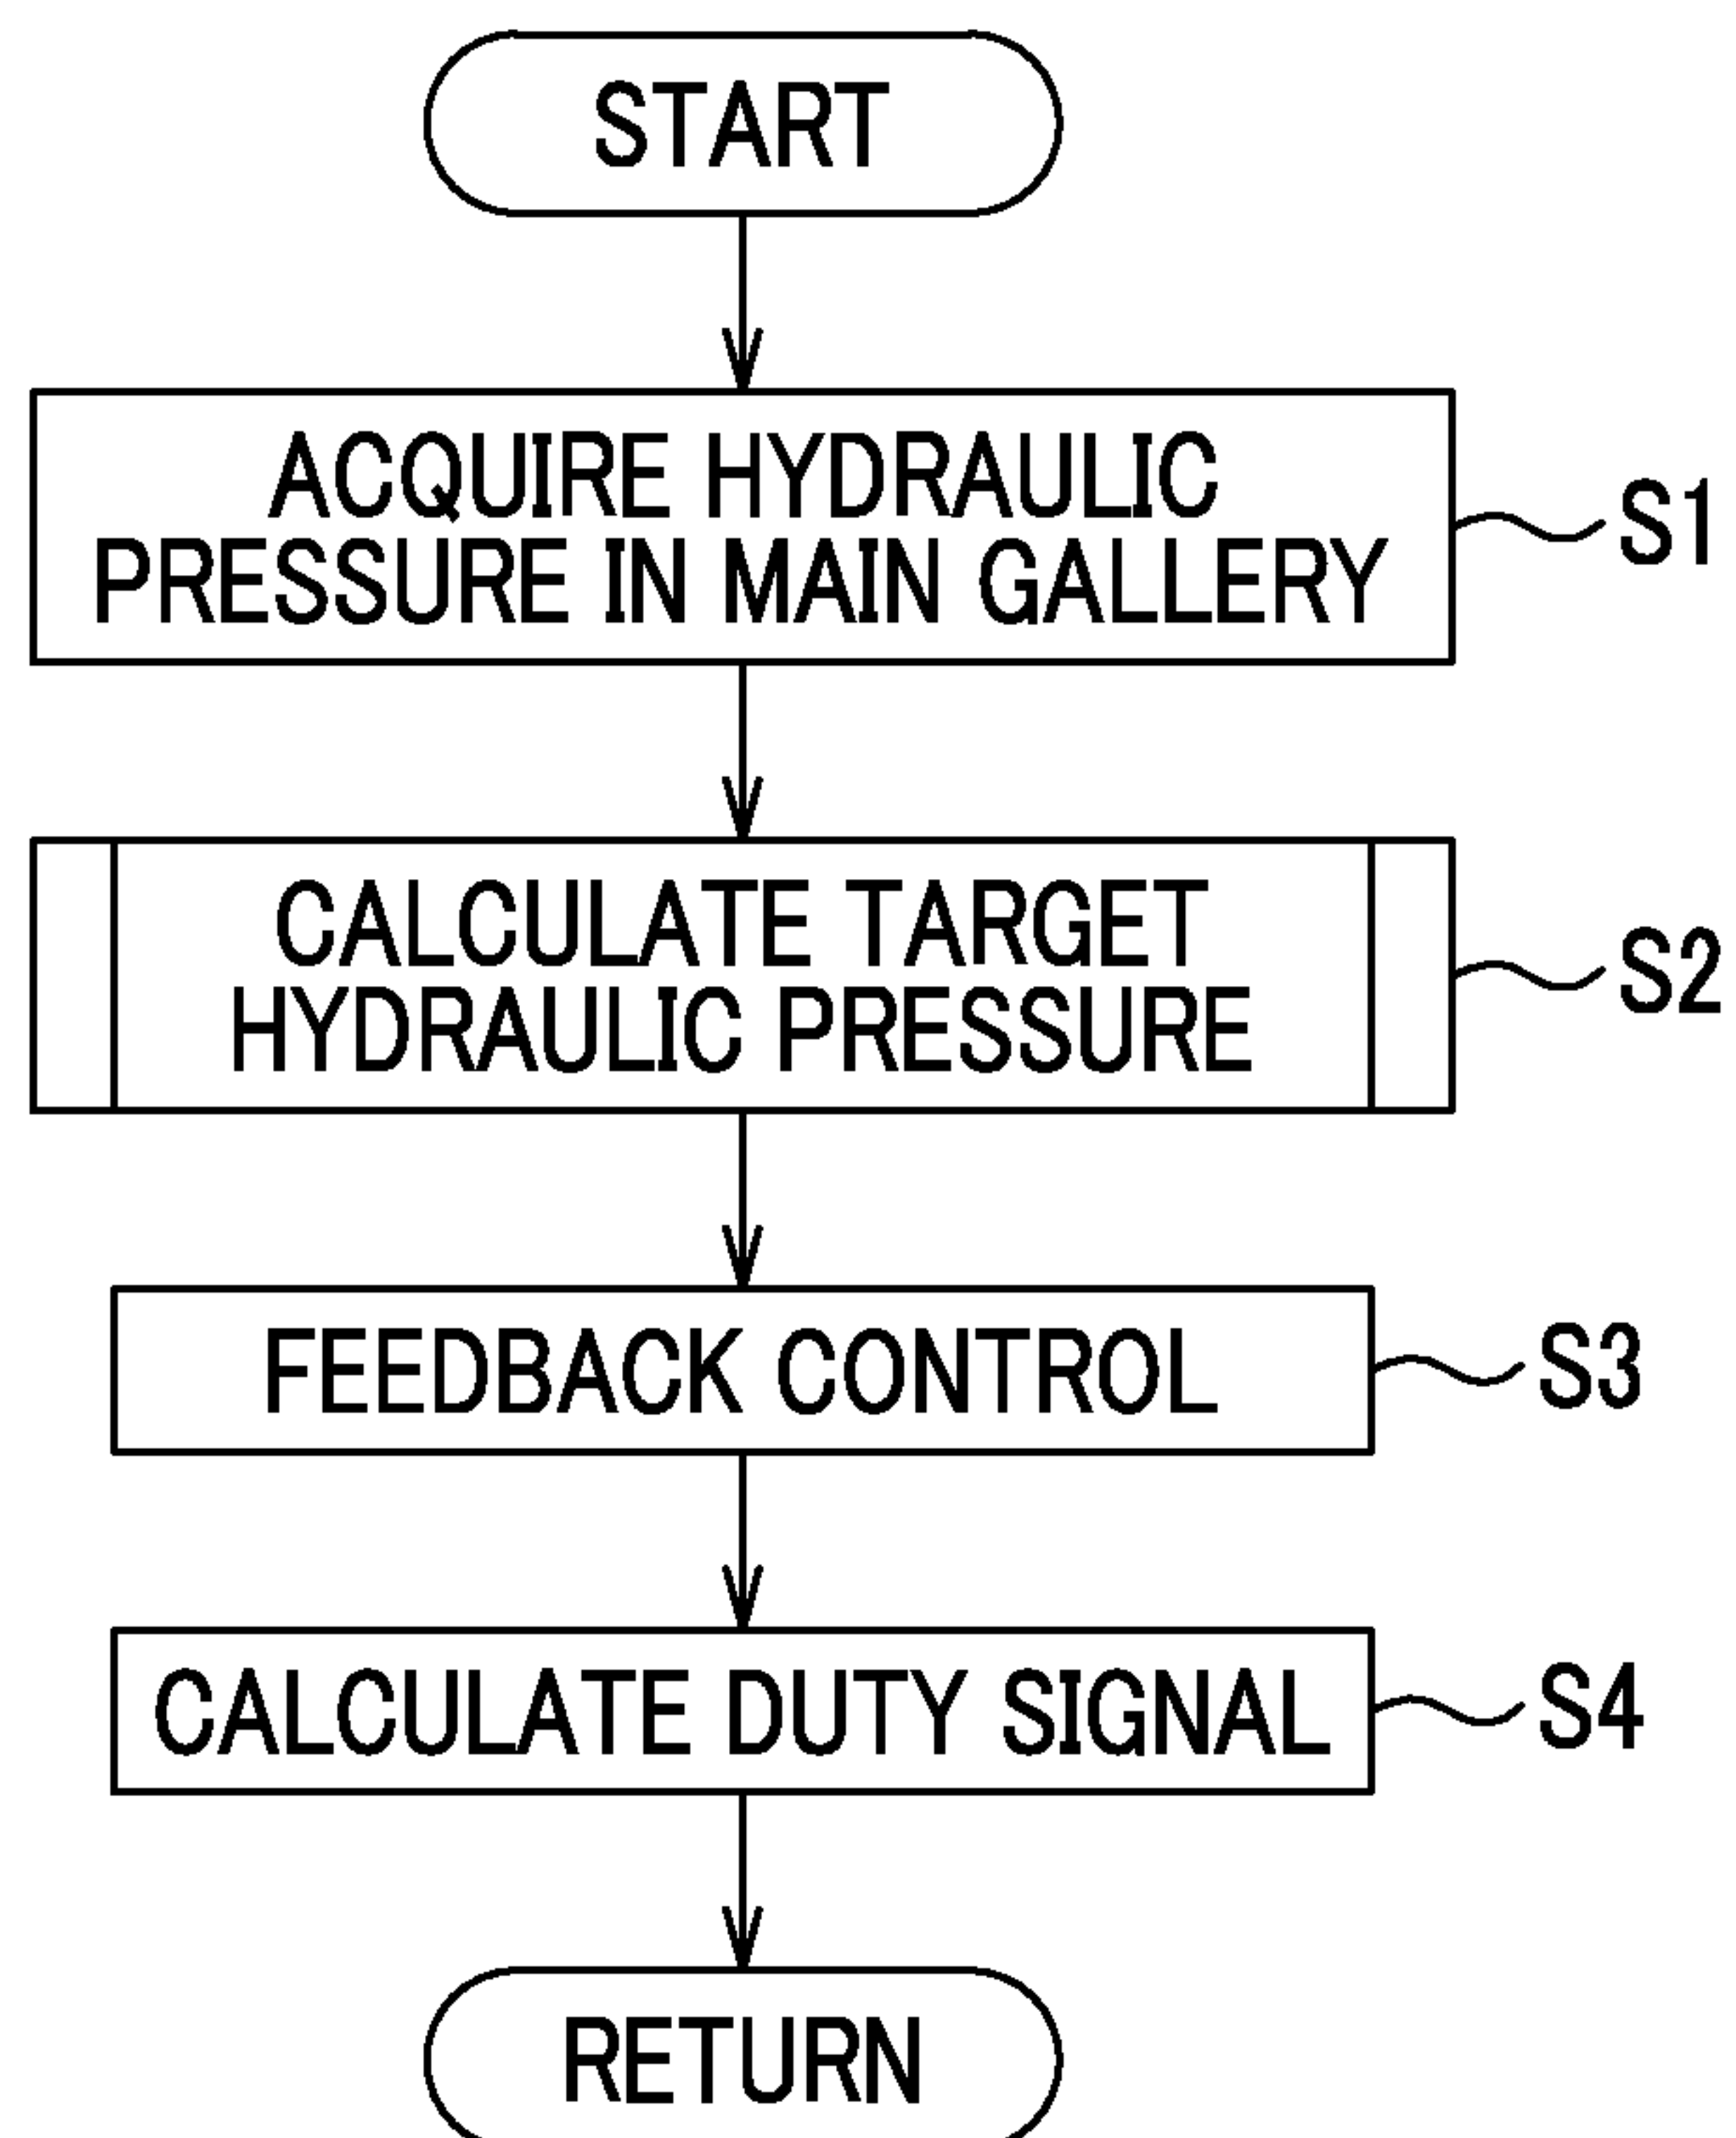 START
ACQUIRE HYDRAULIC
PRESSURE IN MAIN GALLERY
S1
CALCULATE TARGET
HYDRAULIC PRESSURE
S2
FEEDBACK CONTROL
S3
CALCULATE DUTY SIGNAL
S4
RETURN